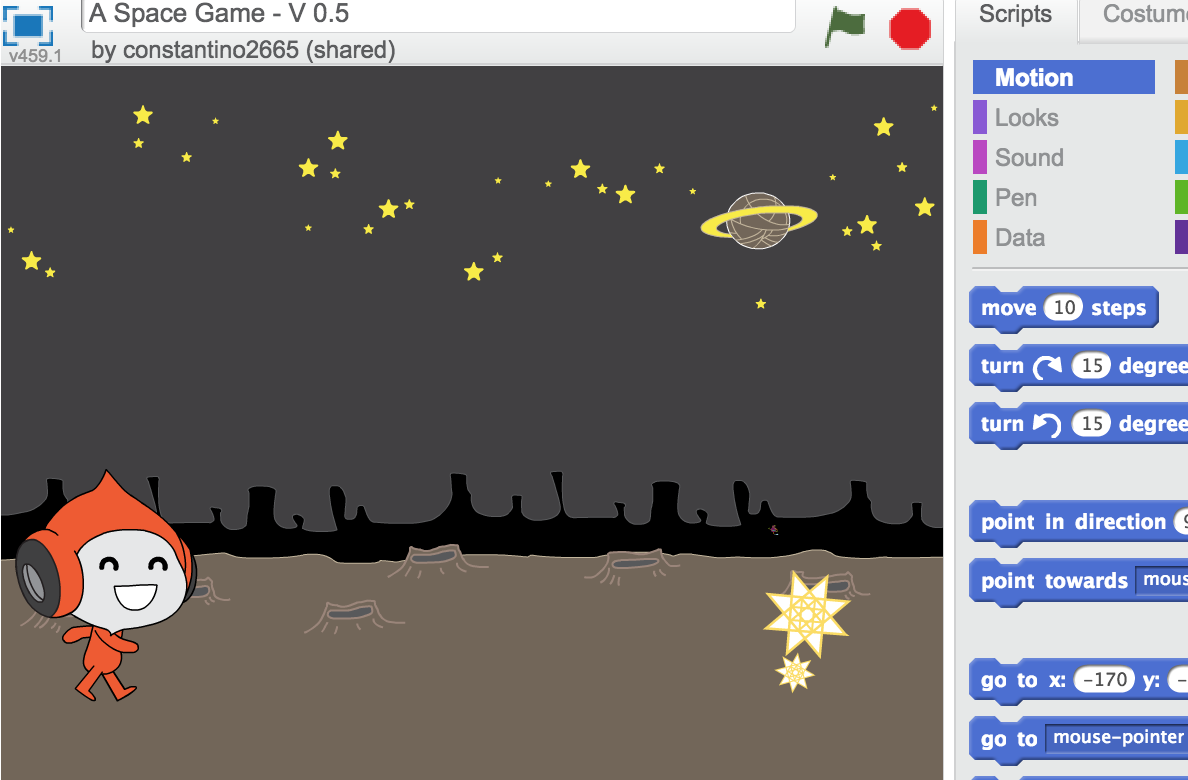 A Space Game - V 0.5
by constantino2665 (shared)
v459.1
Scripts
Costume
Motion
Looks
Sound
Pen
Data
move 10 steps
turn 15 degree
turn 15 degree
point in direction 9
point towards mous
go to x: -170 y: -
go to mouse-pointer